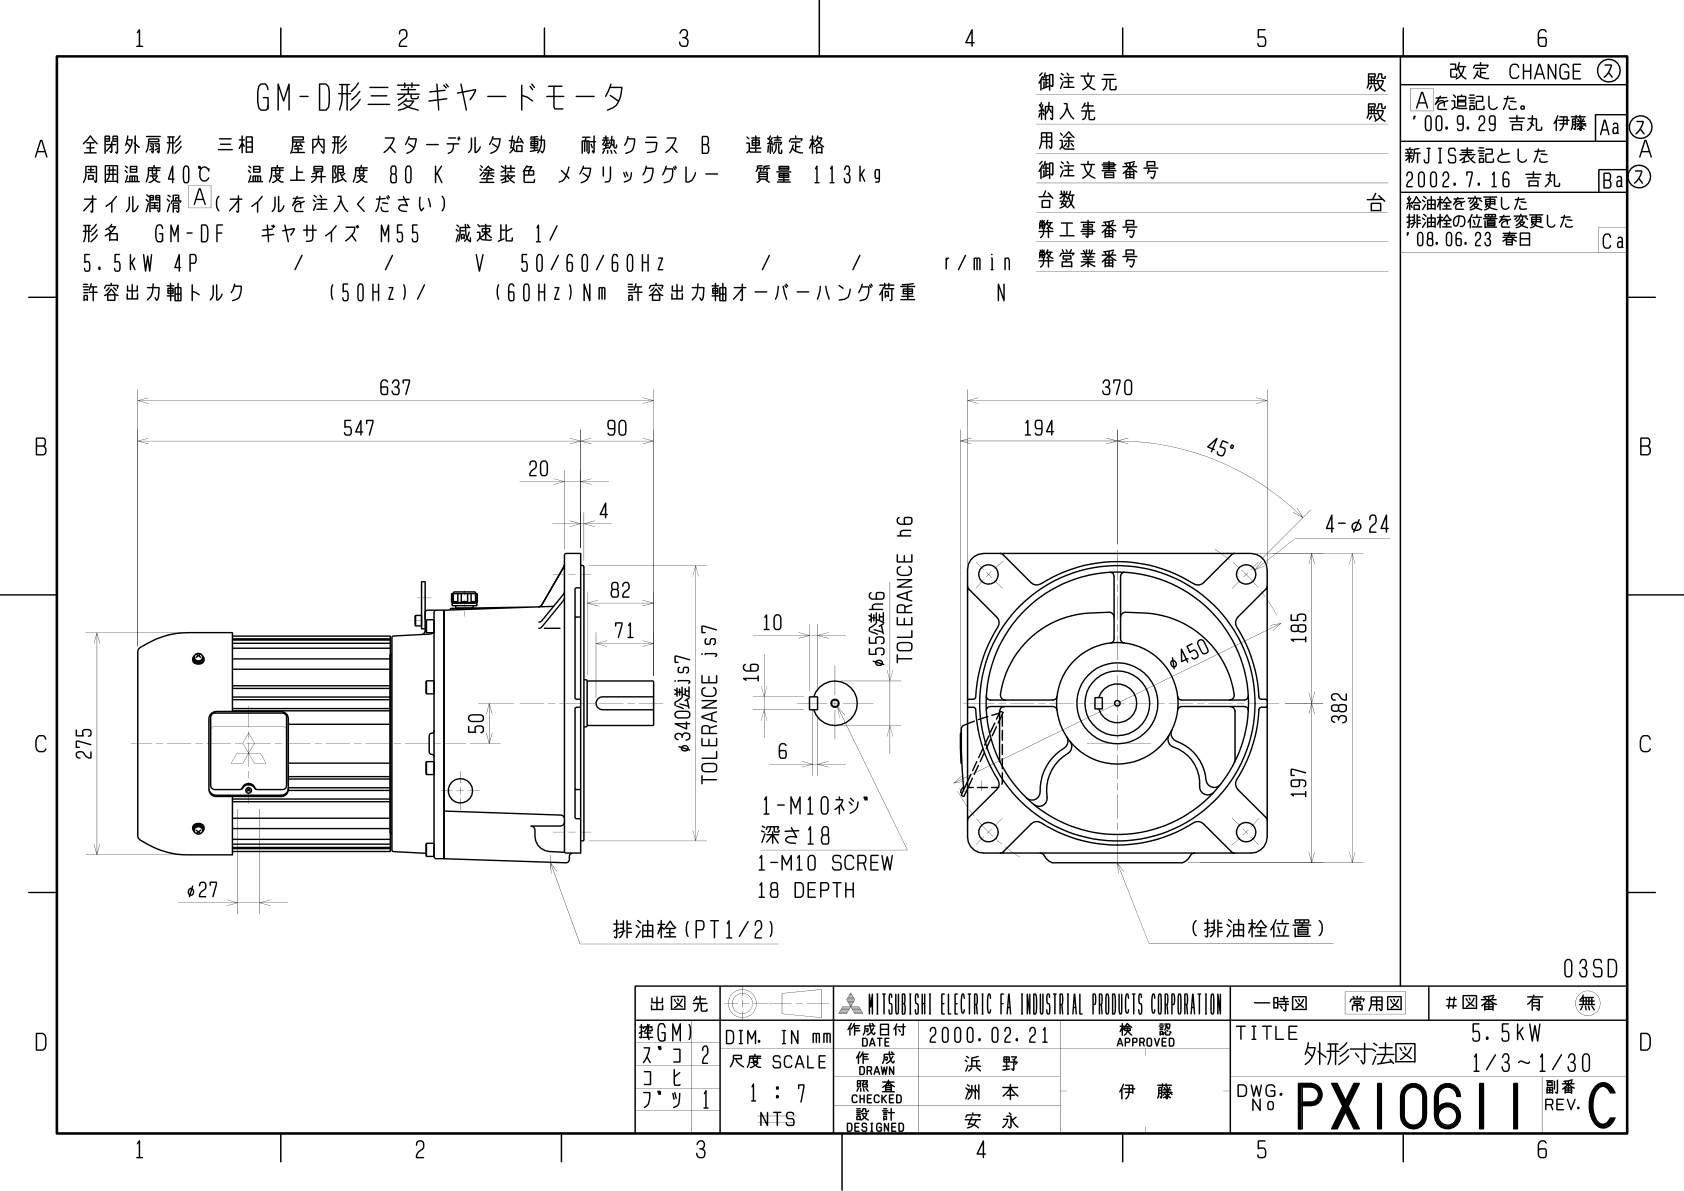 1 2 3 4 5 6
GM-D形三菱ギヤードモータ
全閉外扇形 三相 屋内形 スターデルタ始動 耐熱クラス B 連続定格
周囲温度40℃ 温度上昇限度 80 K 塗装色 メタリックグレー 質量 113kg
オイル潤滑 A (オイルを注入ください)
形名 GM-DF ギヤサイズ M55 減速比 1/
5.5kW 4P / / V 50/60/60Hz / / r/min
許容出力軸トルク (50Hz)/ (60Hz)Nm 許容出力軸オーバーハング荷重 N
御注文元 殿
納入先 殿
用途
御注文書番号
台数 台
弊工事番号
弊営業番号
改定 CHANGE ス
Aを追記した。
'00.9.29 吉丸 伊藤 Aa ス
新JIS表記とした
2002.7.16 吉丸 Ba ス
給油栓を変更した
排油栓の位置を変更した
'08.06.23 春日 Ca
A A
B B
C C
D D
637
547 90
20
4
82
71
50
275
φ27
φ340公差js7
TOLERANCE js7
排油栓(PT1/2)
10
16
6
φ55公差h6
TOLERANCE h6
1-M10ネジ
深さ18
1-M10 SCREW
18 DEPTH
370
194
45°
4-φ24
φ450
185
382
197
(排油栓位置)
03SD
出図先
MITSUBISHI ELECTRIC FA INDUSTRIAL PRODUCTS CORPORATION
一時図 常用図 #図番 有 無
(GM)
ズコ 2
コヒ
ブツ 1
DIM. IN mm
尺度 SCALE
1 : 7
NTS
作成日付 DATE 2000.02.21
作成 DRAWN 浜野
照査 CHECKED 洲本
設計 DESIGNED 安永
検認 APPROVED
伊藤
TITLE 5.5kW
外形寸法図 1/3~1/30
DWG. No PX10611 副番 REV. C
1 2 3 4 5 6